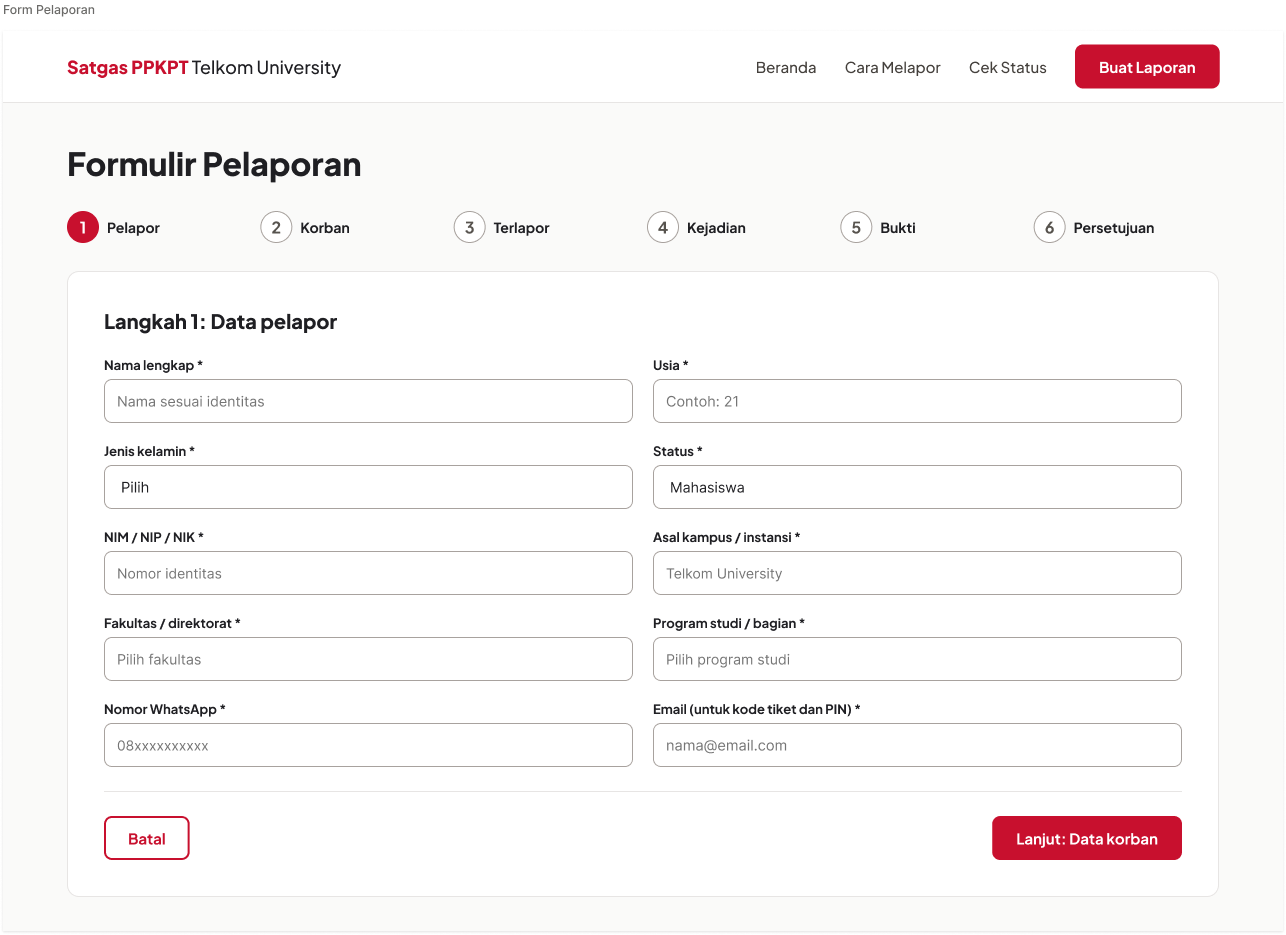 Form Pelaporan
Satgas PPKPT Telkom University
Beranda
Cara Melapor
Cek Status
Buat Laporan
Formulir Pelaporan
1 Pelapor
2 Korban
3 Terlapor
4 Kejadian
5 Bukti
6 Persetujuan
Langkah 1: Data pelapor
Nama lengkap *
Nama sesuai identitas
Usia *
Contoh: 21
Jenis kelamin *
Pilih
Status *
Mahasiswa
NIM / NIP / NIK *
Nomor identitas
Asal kampus / instansi *
Telkom University
Fakultas / direktorat *
Pilih fakultas
Program studi / bagian *
Pilih program studi
Nomor WhatsApp *
08xxxxxxxxxx
Email (untuk kode tiket dan PIN) *
nama@email.com
Batal
Lanjut: Data korban